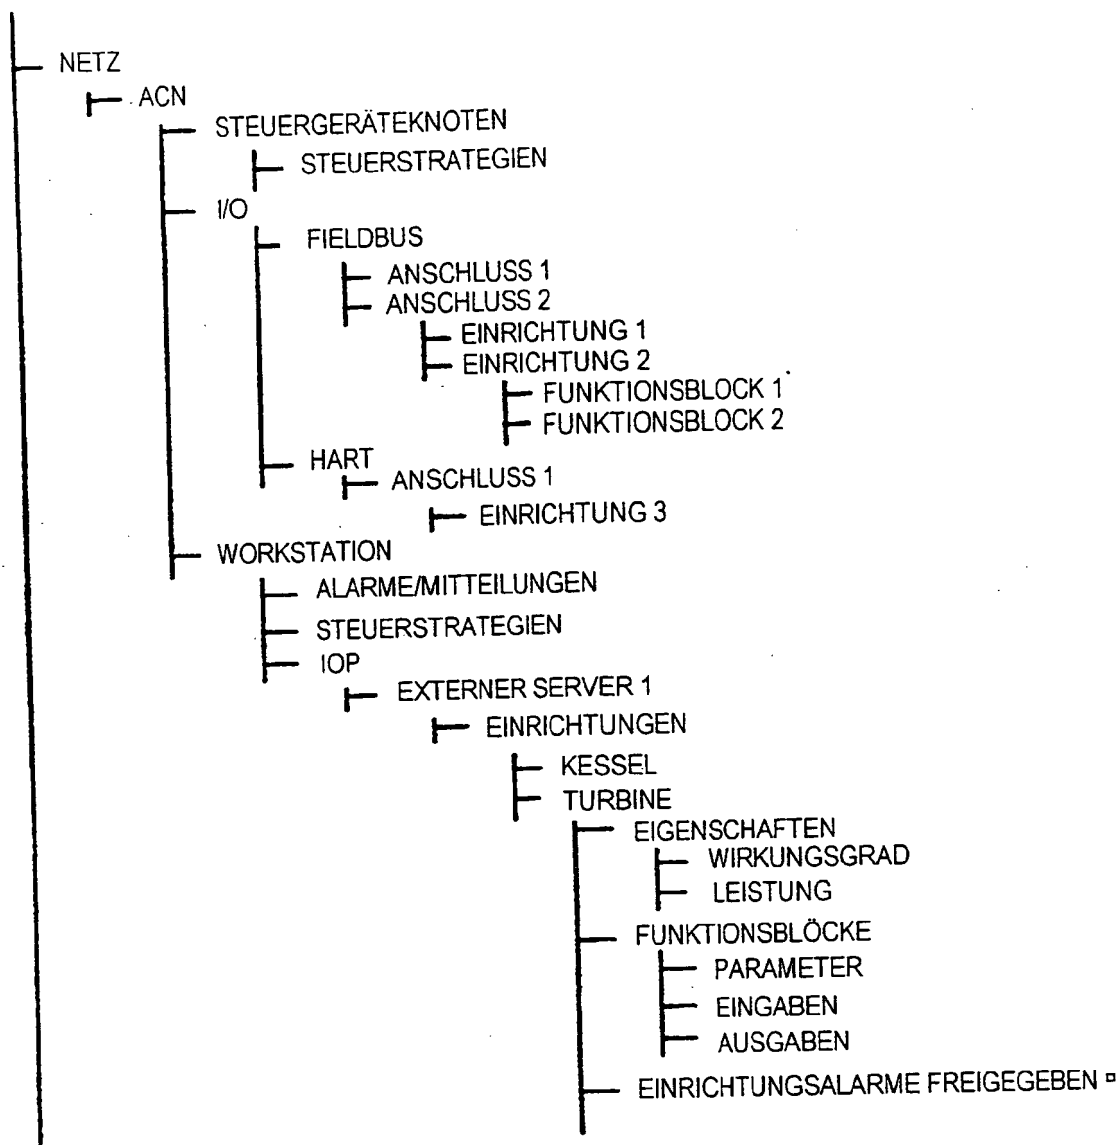 NETZ
ACN
STEUERGERÄTEKNOTEN
STEUERSTRATEGIEN
I/O
FIELDBUS
ANSCHLUSS 1
ANSCHLUSS 2
EINRICHTUNG 1
EINRICHTUNG 2
FUNKTIONSBLOCK 1
FUNKTIONSBLOCK 2
HART
ANSCHLUSS 1
EINRICHTUNG 3
WORKSTATION
ALARME/MITTEILUNGEN
STEUERSTRATEGIEN
IOP
EXTERNER SERVER 1
EINRICHTUNGEN
KESSEL
TURBINE
EIGENSCHAFTEN
WIRKUNGSGRAD
LEISTUNG
FUNKTIONSBLÖCKE
PARAMETER
EINGABEN
AUSGABEN
EINRICHTUNGSALARME FREIGEGEBEN